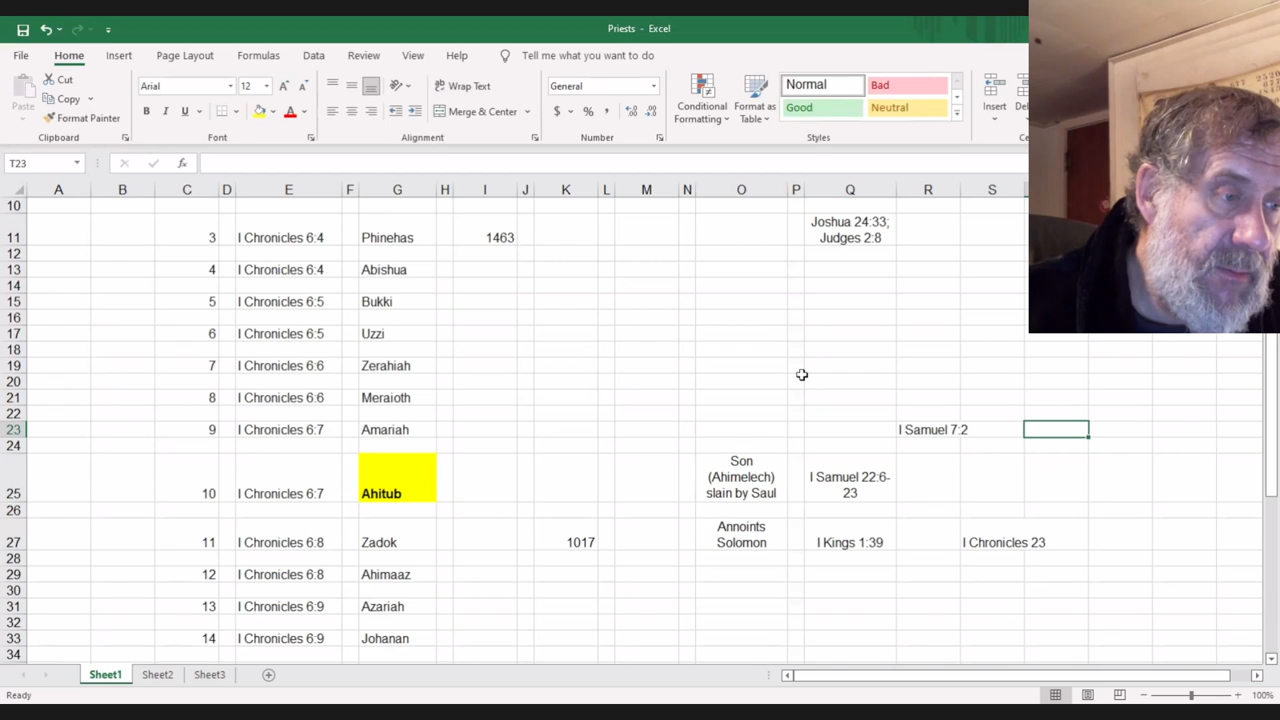 Priests - Excel
File Home Insert Page Layout Formulas Data Review View Help Tell me what you want to do
Cut
Copy
Format Painter
Paste
Clipboard
Arial 12
B I U
Font
Wrap Text
Merge & Center
Alignment
General
$ % ,
Number
Conditional Formatting
Format as Table
Normal Bad
Good Neutral
Styles
Insert
T23 fx
A B C D E F G H I J K L M N O P Q R S
10
11 3 I Chronicles 6:4 Phinehas 1463 Joshua 24:33;
Judges 2:8
12
13 4 I Chronicles 6:4 Abishua
14
15 5 I Chronicles 6:5 Bukki
16
17 6 I Chronicles 6:5 Uzzi
18
19 7 I Chronicles 6:6 Zerahiah
20
21 8 I Chronicles 6:6 Meraioth
22
23 9 I Chronicles 6:7 Amariah I Samuel 7:2
24
25 10 I Chronicles 6:7 Ahitub Son
(Ahimelech)
slain by Saul I Samuel 22:6-
23
26
27 11 I Chronicles 6:8 Zadok 1017 Annoints
Solomon I Kings 1:39 I Chronicles 23
28
29 12 I Chronicles 6:8 Ahimaaz
30
31 13 I Chronicles 6:9 Azariah
32
33 14 I Chronicles 6:9 Johanan
34
Sheet1 Sheet2 Sheet3
Ready 100%